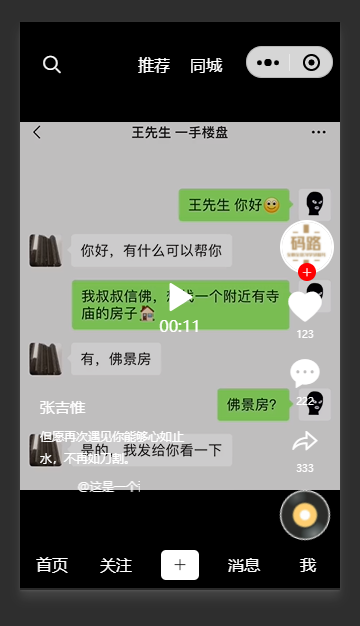 推荐 同城
王先生 一手楼盘
王先生 你好
码路
你好，有什么可以帮你
我叔叔信佛，想找一个附近有寺
庙的房子
00:11
123
有，佛景房
佛景房?
222
张吉惟
但愿再次遇见你能够心如止
水，不再如刀割。
是的，我发给你看一下
333
@这是一个
首页 关注 + 消息 我